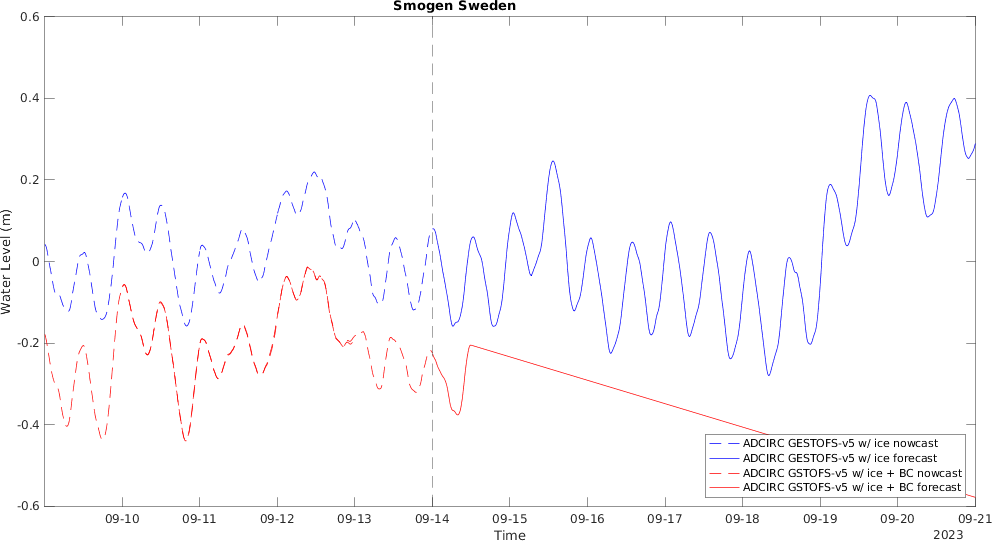 Smogen Sweden
0.6
0.4
0.2
0
-0.2
-0.4
-0.6
Water Level (m)
ADCIRC GESTOFS-v5 w/ ice nowcast
ADCIRC GESTOFS-v5 w/ ice forecast
ADCIRC GSTOFS-v5 w/ ice + BC nowcast
ADCIRC GSTOFS-v5 w/ ice + BC forecast
09-10 09-11 09-12 09-13 09-14 09-15 09-16 09-17 09-18 09-19 09-20 09-21
Time
2023